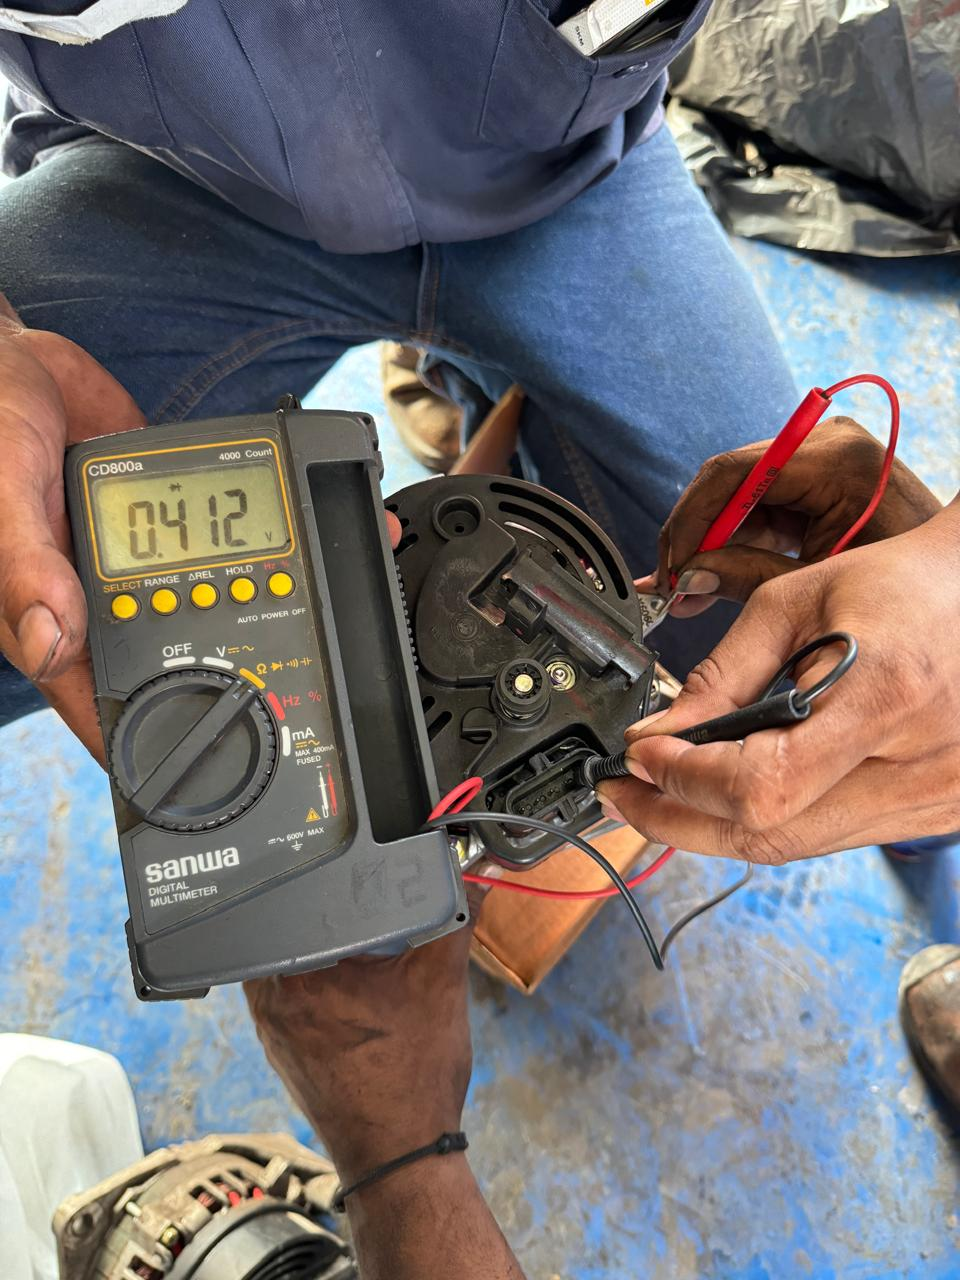 CD800a
4000 Count
0.412 V
SELECT RANGE ΔREL HOLD Hz %
AUTO POWER OFF
OFF
V
Ω
Hz %
mA
MAX 400mA
FUSED
600V MAX
sanwa
DIGITAL
MULTIMETER
02